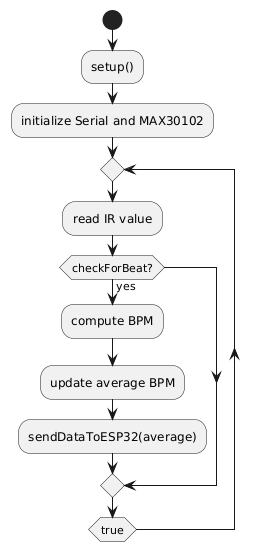 setup()
initialize Serial and MAX30102
read IR value
checkForBeat?
yes
compute BPM
update average BPM
sendDataToESP32(average)
true